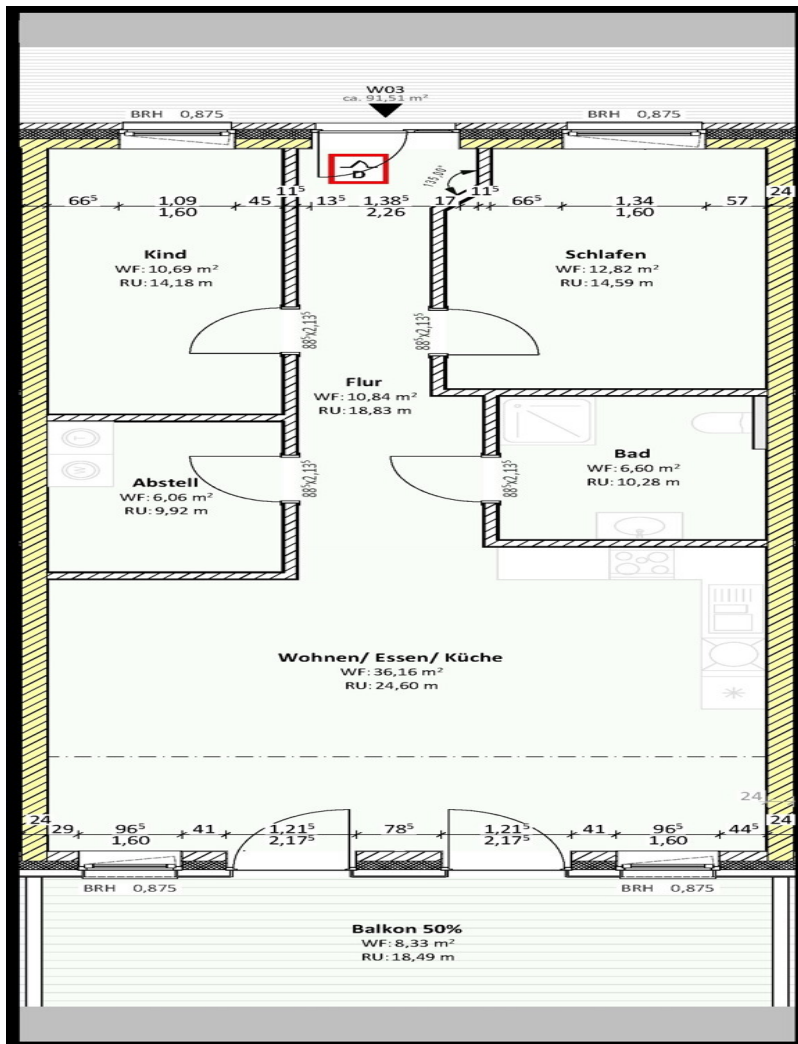 W03
ca. 91,51 m²
BRH 0,875
BRH 0,875
D
135,00°
11⁵
11⁵
24
66⁵
1,09
1,60
45
13⁵
1,38⁵
2,26
17
66⁵
1,34
1,60
57
Kind
WF: 10,69 m²
RU: 14,18 m
Schlafen
WF: 12,82 m²
RU: 14,59 m
88⁵x2,13⁵
88⁵x2,13⁵
Flur
WF: 10,84 m²
RU: 18,83 m
T
W
Abstell
WF: 6,06 m²
RU: 9,92 m
88⁵x2,13⁵
88⁵x2,13⁵
Bad
WF: 6,60 m²
RU: 10,28 m
Wohnen/ Essen/ Küche
WF: 36,16 m²
RU: 24,60 m
24
24
24
29
96⁵
1,60
41
1,21⁵
2,17⁵
78⁵
1,21⁵
2,17⁵
41
96⁵
1,60
44⁵
BRH 0,875
BRH 0,875
Balkon 50%
WF: 8,33 m²
RU: 18,49 m